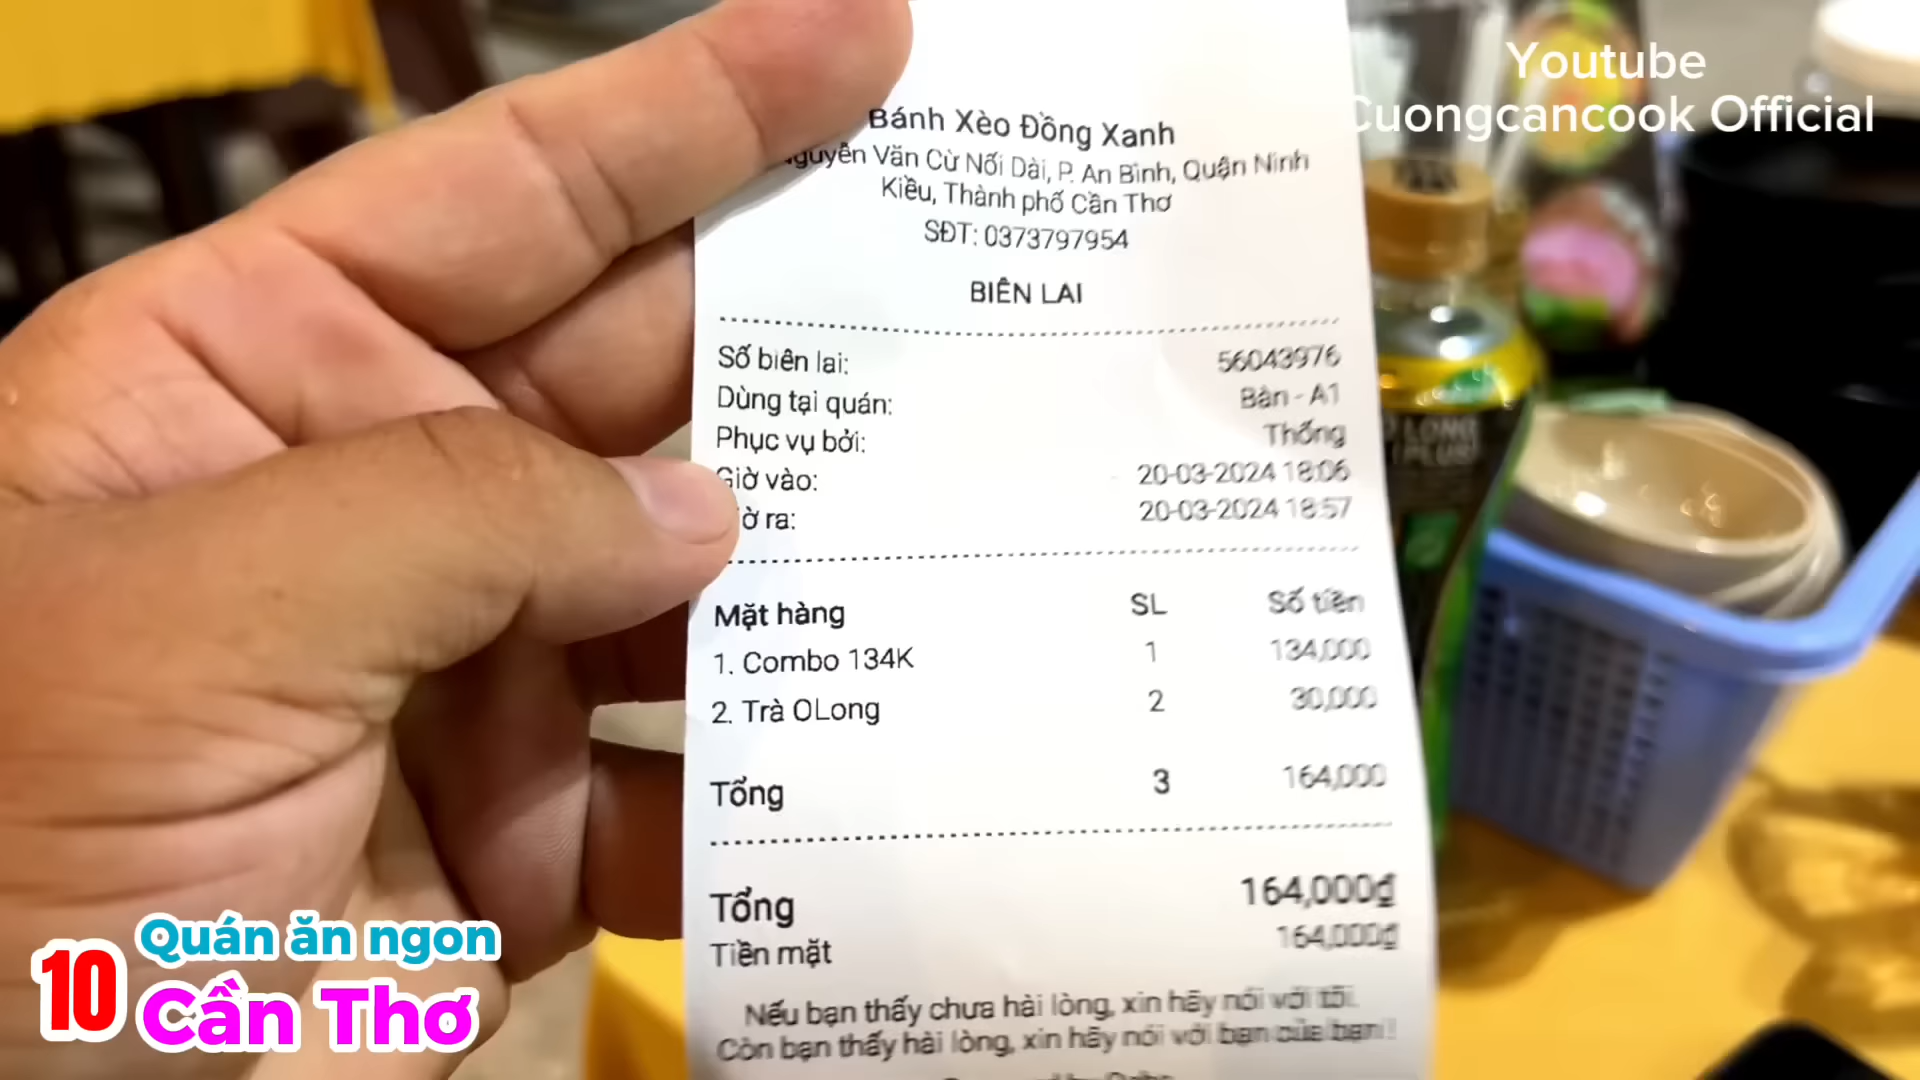 Youtube
Cuongcancook Official
Bánh Xèo Đồng Xanh
Văn Cừ Nối Dài, P. An Bình, Quận Ninh
Kiều, Thành phố Cần Thơ
SĐT: 0373797954
BIÊN LAI
Số biên lai: 56043976
Dùng tại quán: Bàn - A1
Phục vụ bởi: Thống
Giờ vào: 20-03-2024 18:06
ờ ra: 20-03-2024 18:57
Mặt hàng SL Số tiền
1. Combo 134K 1 134,000
2. Trà OLong 2 30,000
Tổng 3 164,000
Tổng 164,000₫
Tiền mặt 164,000₫
Nếu bạn thấy chưa hài lòng, xin hãy nói với tôi.
Còn bạn thấy hài lòng, xin hãy nói với bạn của bạn!
O LONG
PLUS
10 Quán ăn ngon
Cần Thơ